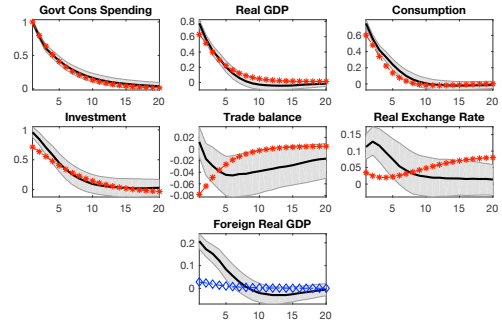 Govt Cons Spending
1
0.5
0
5 10 15 20
Real GDP
0.8
0.6
0.4
0.2
0
5 10 15 20
Consumption
0.6
0.4
0.2
0
5 10 15 20
Investment
1
0.5
0
5 10 15 20
Trade balance
0.02
0
-0.02
-0.04
-0.06
-0.08
5 10 15 20
Real Exchange Rate
0.15
0.1
0.05
0
5 10 15 20
Foreign Real GDP
0.2
0.1
0
5 10 15 20